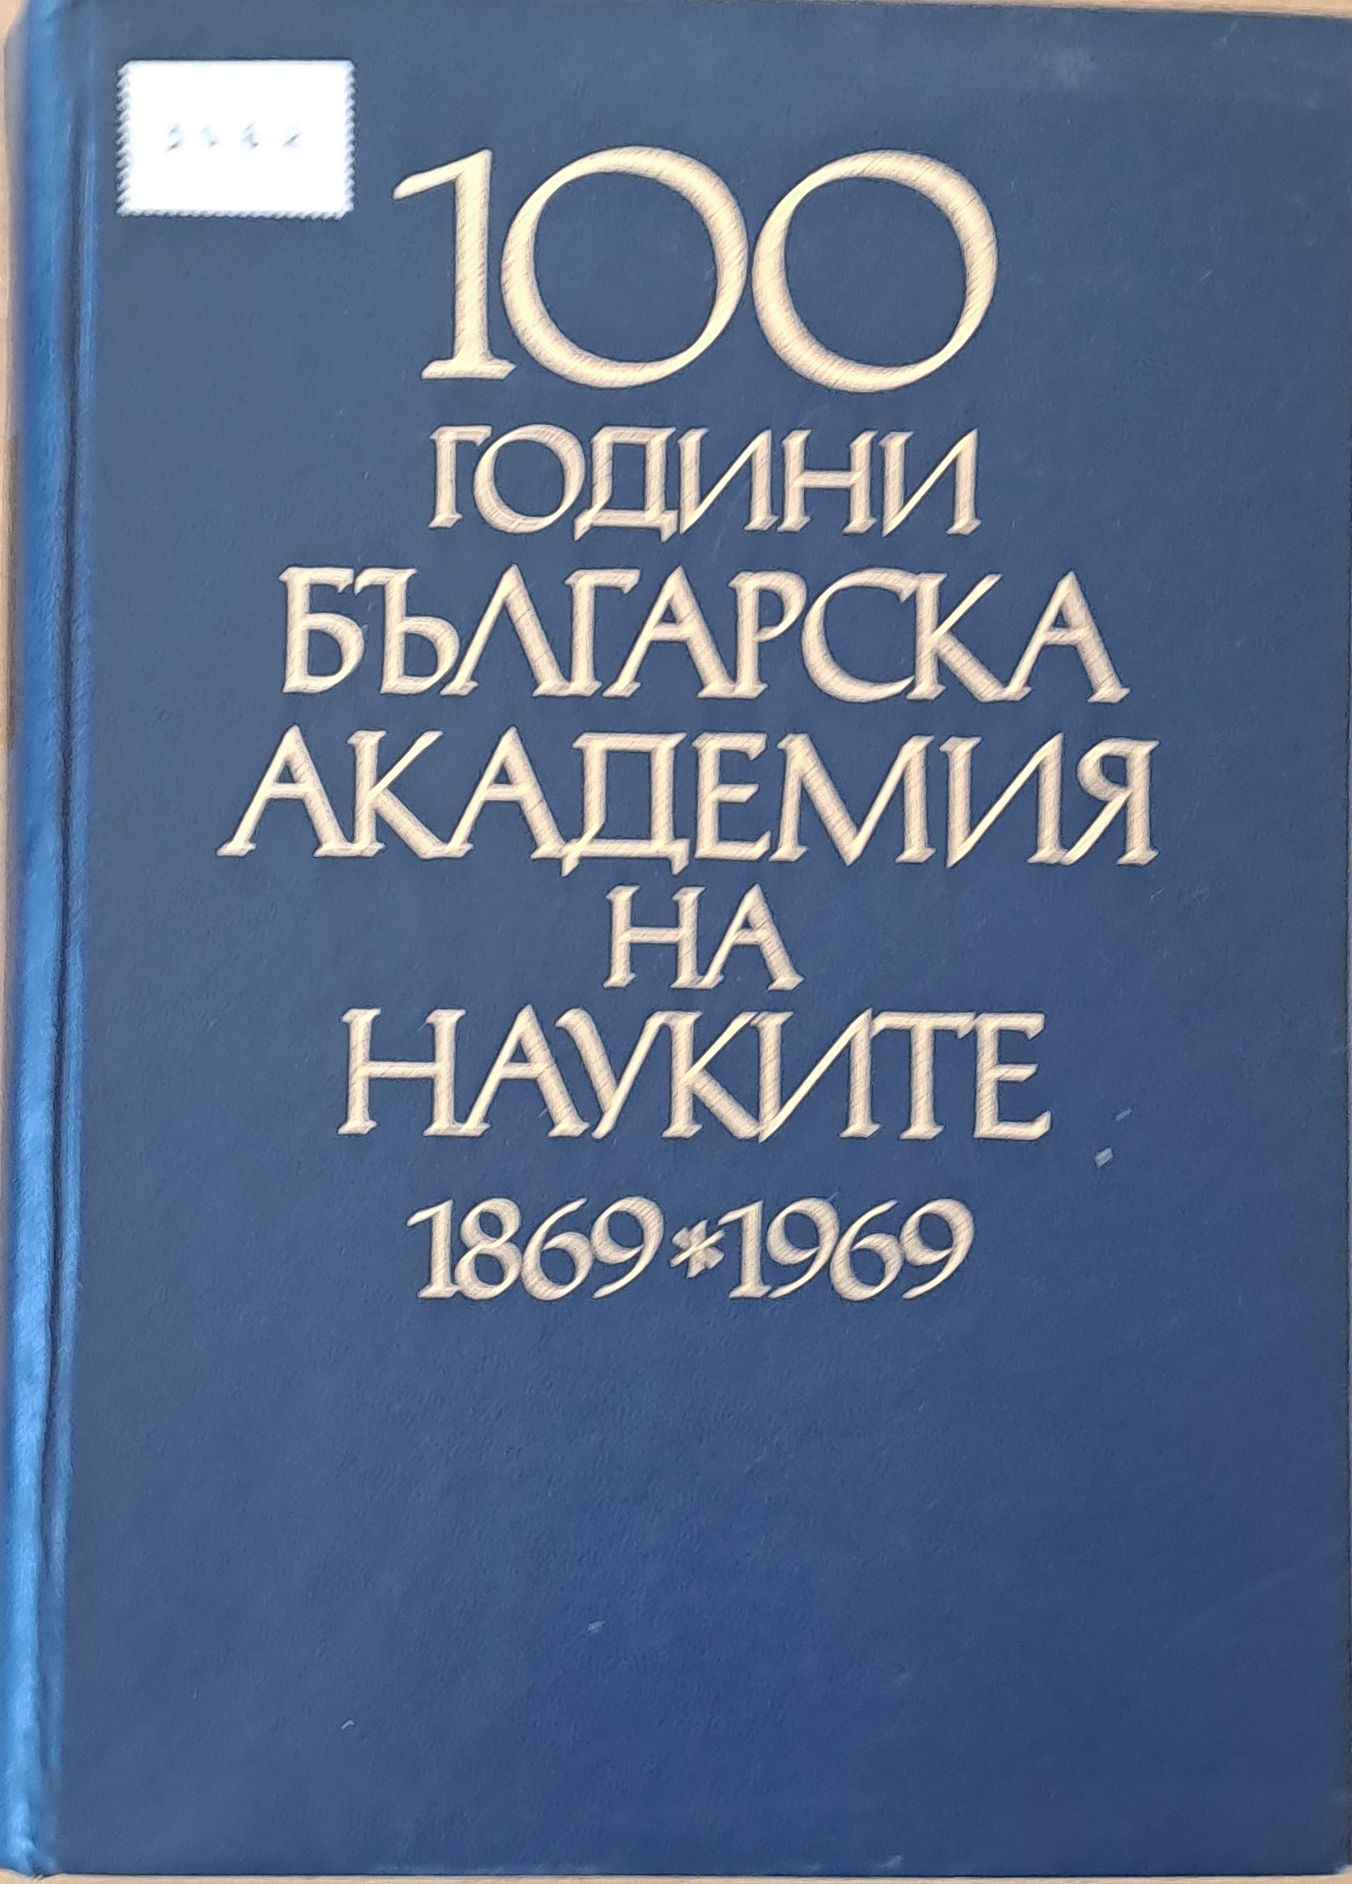 100
ГОДИНИ
БЪЛГАРСКА
АКАДЕМИЯ
НА
НАУКИТЕ
1869*1969